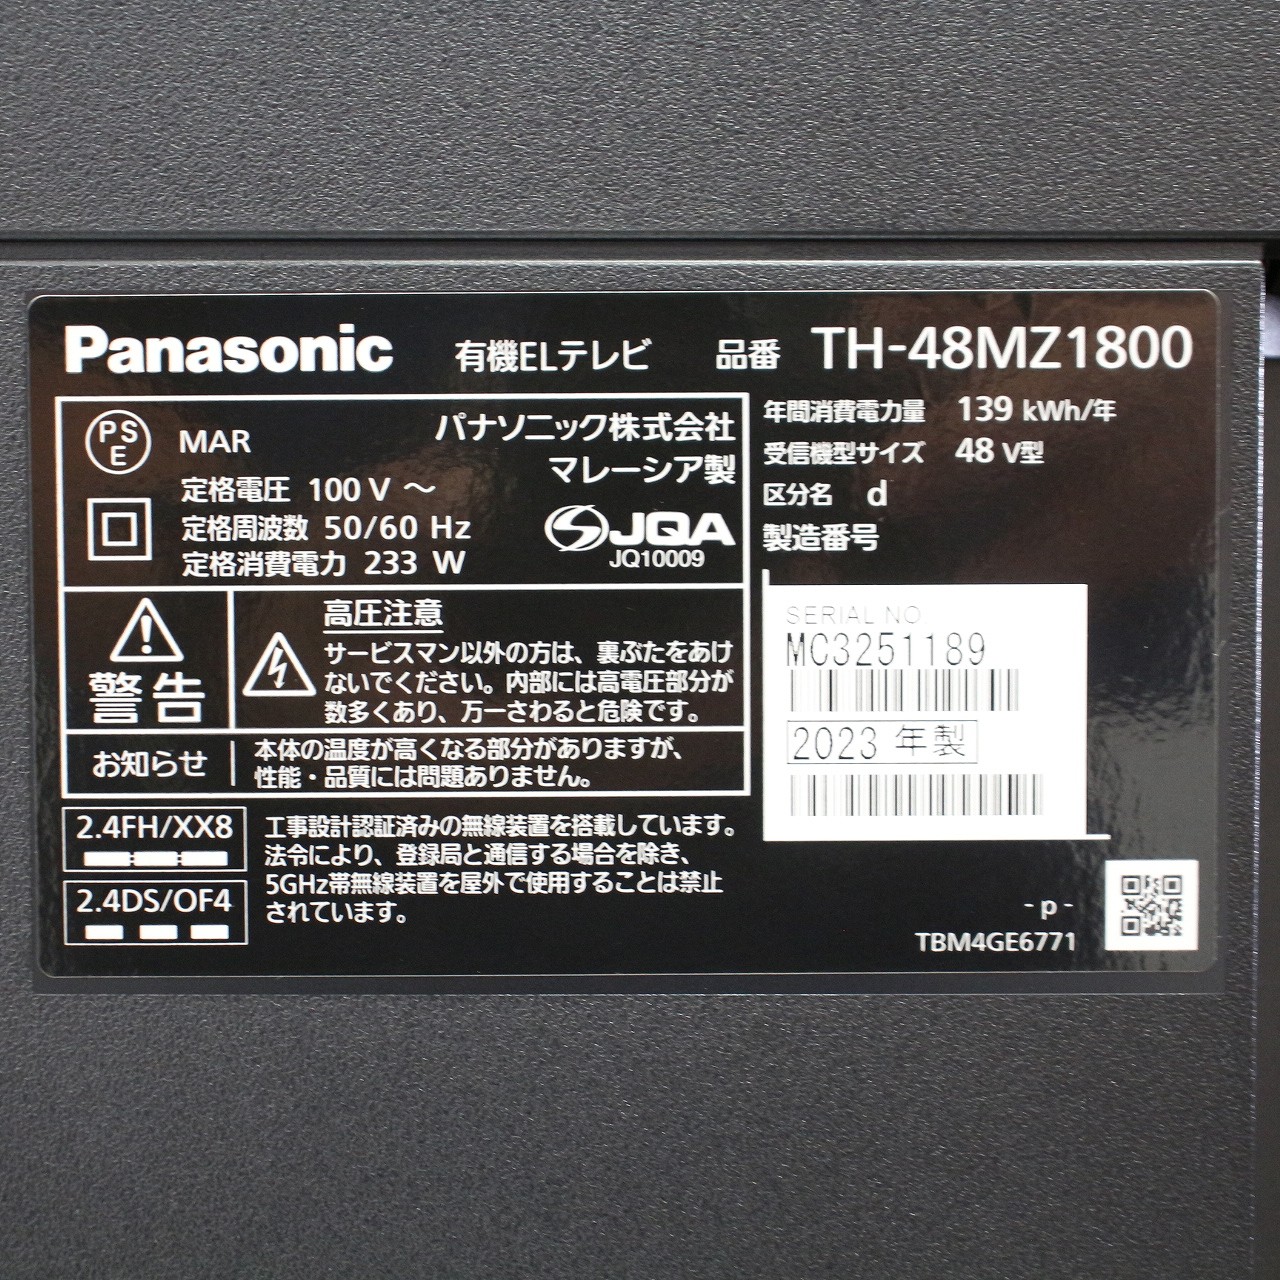 Panasonic 有機ELテレビ 品番 TH-48MZ1800
PSE MAR パナソニック株式会社
マレーシア製
定格電圧 100 V ～
定格周波数 50/60 Hz
定格消費電力 233 W
JQA
JQ10009
年間消費電力量 139 kWh/年
受信機型サイズ 48 V型
区分名 d
製造番号
SERIAL NO.
MC3251189
2023 年製
警告
高圧注意
サービスマン以外の方は、裏ぶたをあけ
ないでください。内部には高電圧部分が
数多くあり、万一さわると危険です。
お知らせ
本体の温度が高くなる部分がありますが、
性能・品質には問題ありません。
2.4FH/XX8
2.4DS/OF4
工事設計認証済みの無線装置を搭載しています。
法令により、登録局と通信する場合を除き、
5GHz帯無線装置を屋外で使用することは禁止
されています。
- p -
TBM4GE6771